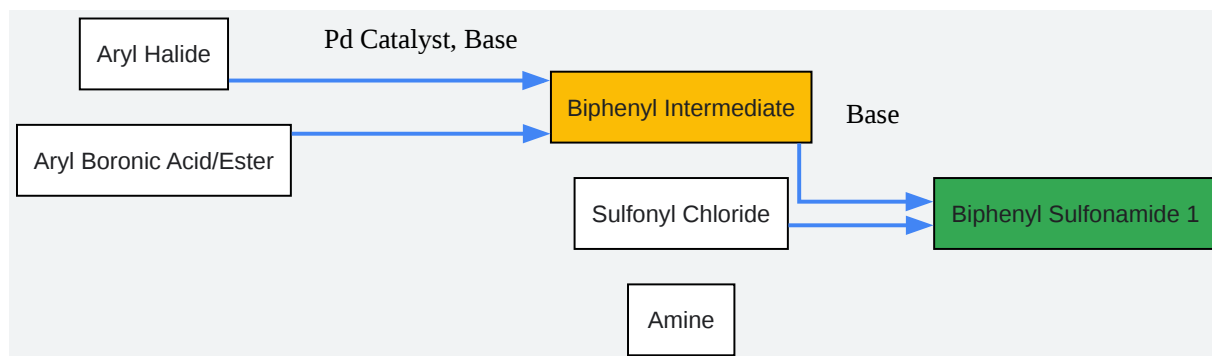 Aryl Halide
Pd Catalyst, Base
Biphenyl Intermediate
Base
Aryl Boronic Acid/Ester
Sulfonyl Chloride
Biphenyl Sulfonamide 1
Amine